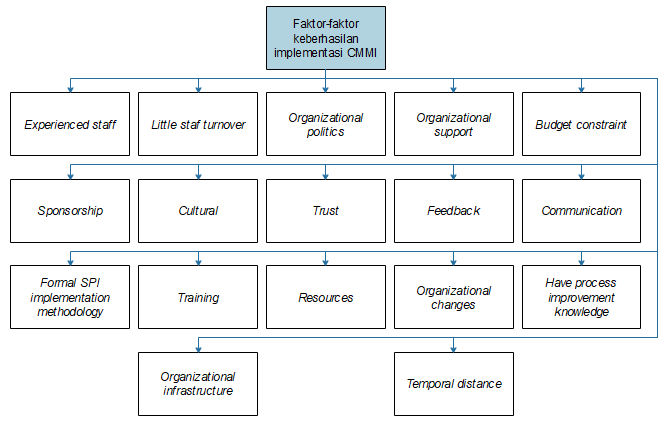 Faktor-faktor
keberhasilan
implementasi CMMI
Experienced staff
Little staf turnover
Organizational
politics
Organizational
support
Budget constraint
Sponsorship
Cultural
Trust
Feedback
Communication
Formal SPI
implementation
methodology
Training
Resources
Organizational
changes
Have process
improvement
knowledge
Organizational
infrastructure
Temporal distance